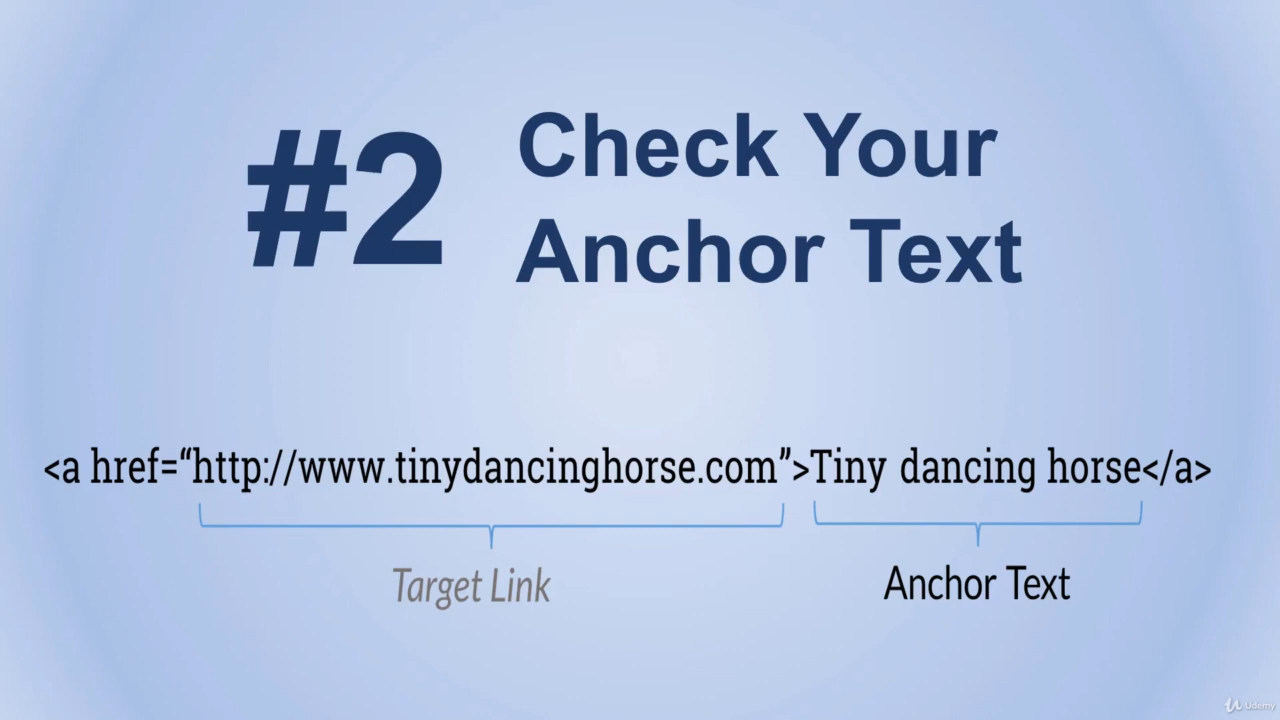 #2
Check Your
Anchor Text
<a href=“http://www.tinydancinghorse.com”>Tiny dancing horse</a>
Target Link
Anchor Text
Udemy